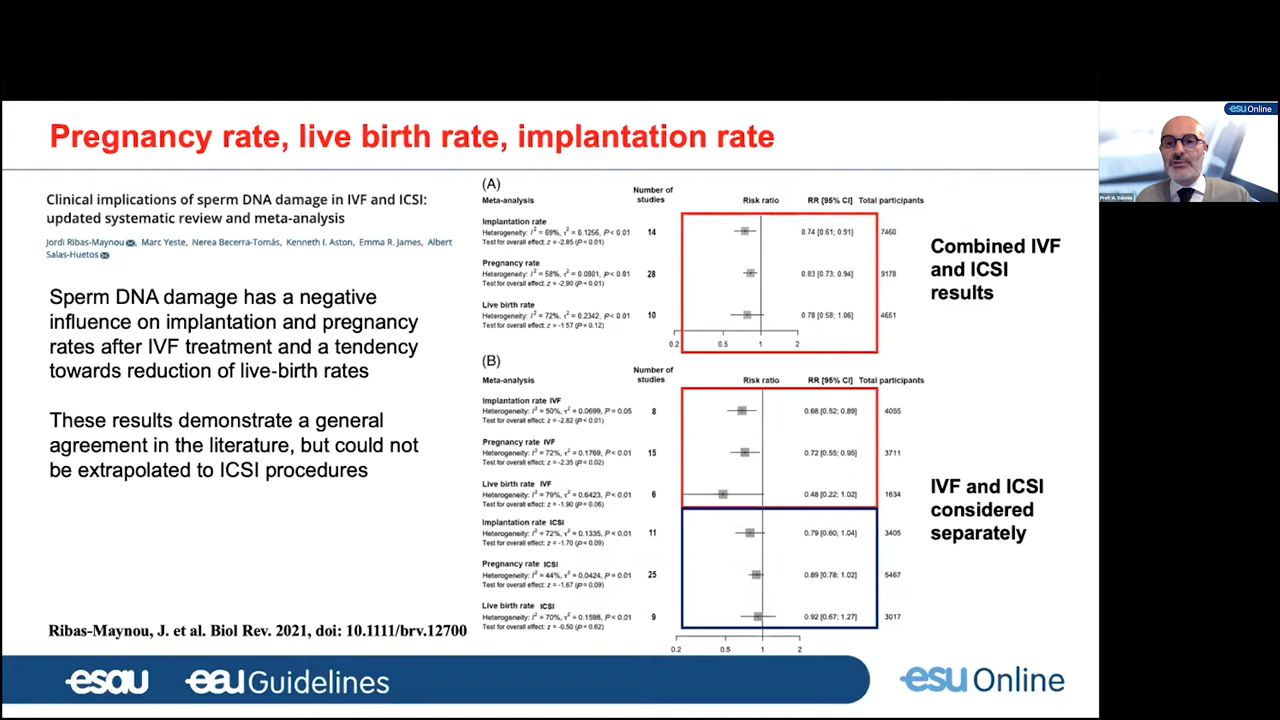 esu Online
Prof. A. Salonia
Pregnancy rate, live birth rate, implantation rate
Clinical implications of sperm DNA damage in IVF and ICSI:
updated systematic review and meta-analysis
Jordi Ribas-Maynou, Marc Yeste, Nerea Becerra-Tomás, Kenneth I. Aston, Emma R. James, Albert
Salas-Huetos
Sperm DNA damage has a negative
influence on implantation and pregnancy
rates after IVF treatment and a tendency
towards reduction of live-birth rates
These results demonstrate a general
agreement in the literature, but could not
be extrapolated to ICSI procedures
Ribas-Maynou, J. et al. Biol Rev. 2021, doi: 10.1111/brv.12700
(A)
Meta-analysis Number of studies Risk ratio RR [95% CI] Total participants
Implantation rate
Heterogeneity: I² = 69%, τ² = 0.1256, P < 0.01 14 0.74 [0.61; 0.91] 7460
Test for overall effect: z = -2.85 (P < 0.01)
Pregnancy rate
Heterogeneity: I² = 58%, τ² = 0.0801, P < 0.01 28 0.83 [0.73; 0.94] 9178
Test for overall effect: z = -2.90 (P < 0.01)
Live birth rate
Heterogeneity: I² = 72%, τ² = 0.2342, P < 0.01 10 0.78 [0.58; 1.06] 4651
Test for overall effect: z = -1.57 (P = 0.12)
0.2 0.5 1 2
Combined IVF
and ICSI
results
(B)
Meta-analysis Number of studies Risk ratio RR [95% CI] Total participants
Implantation rate IVF
Heterogeneity: I² = 50%, τ² = 0.0699, P = 0.05 8 0.68 [0.52; 0.89] 4055
Test for overall effect: z = -2.82 (P < 0.01)
Pregnancy rate IVF
Heterogeneity: I² = 72%, τ² = 0.1769, P < 0.01 15 0.72 [0.55; 0.95] 3711
Test for overall effect: z = -2.35 (P = 0.02)
Live birth rate IVF
Heterogeneity: I² = 79%, τ² = 0.6423, P < 0.01 6 0.48 [0.22; 1.02] 1634
Test for overall effect: z = -1.90 (P = 0.06)
Implantation rate ICSI
Heterogeneity: I² = 72%, τ² = 0.1335, P < 0.01 11 0.79 [0.60; 1.04] 3405
Test for overall effect: z = -1.70 (P = 0.09)
Pregnancy rate ICSI
Heterogeneity: I² = 44%, τ² = 0.0424, P = 0.01 25 0.89 [0.78; 1.02] 5467
Test for overall effect: z = -1.67 (P = 0.09)
Live birth rate ICSI
Heterogeneity: I² = 70%, τ² = 0.1598, P < 0.01 9 0.92 [0.67; 1.27] 3017
Test for overall effect: z = -0.50 (P = 0.62)
0.2 0.5 1 2
IVF and ICSI
considered
separately
esau
eau Guidelines
esu Online